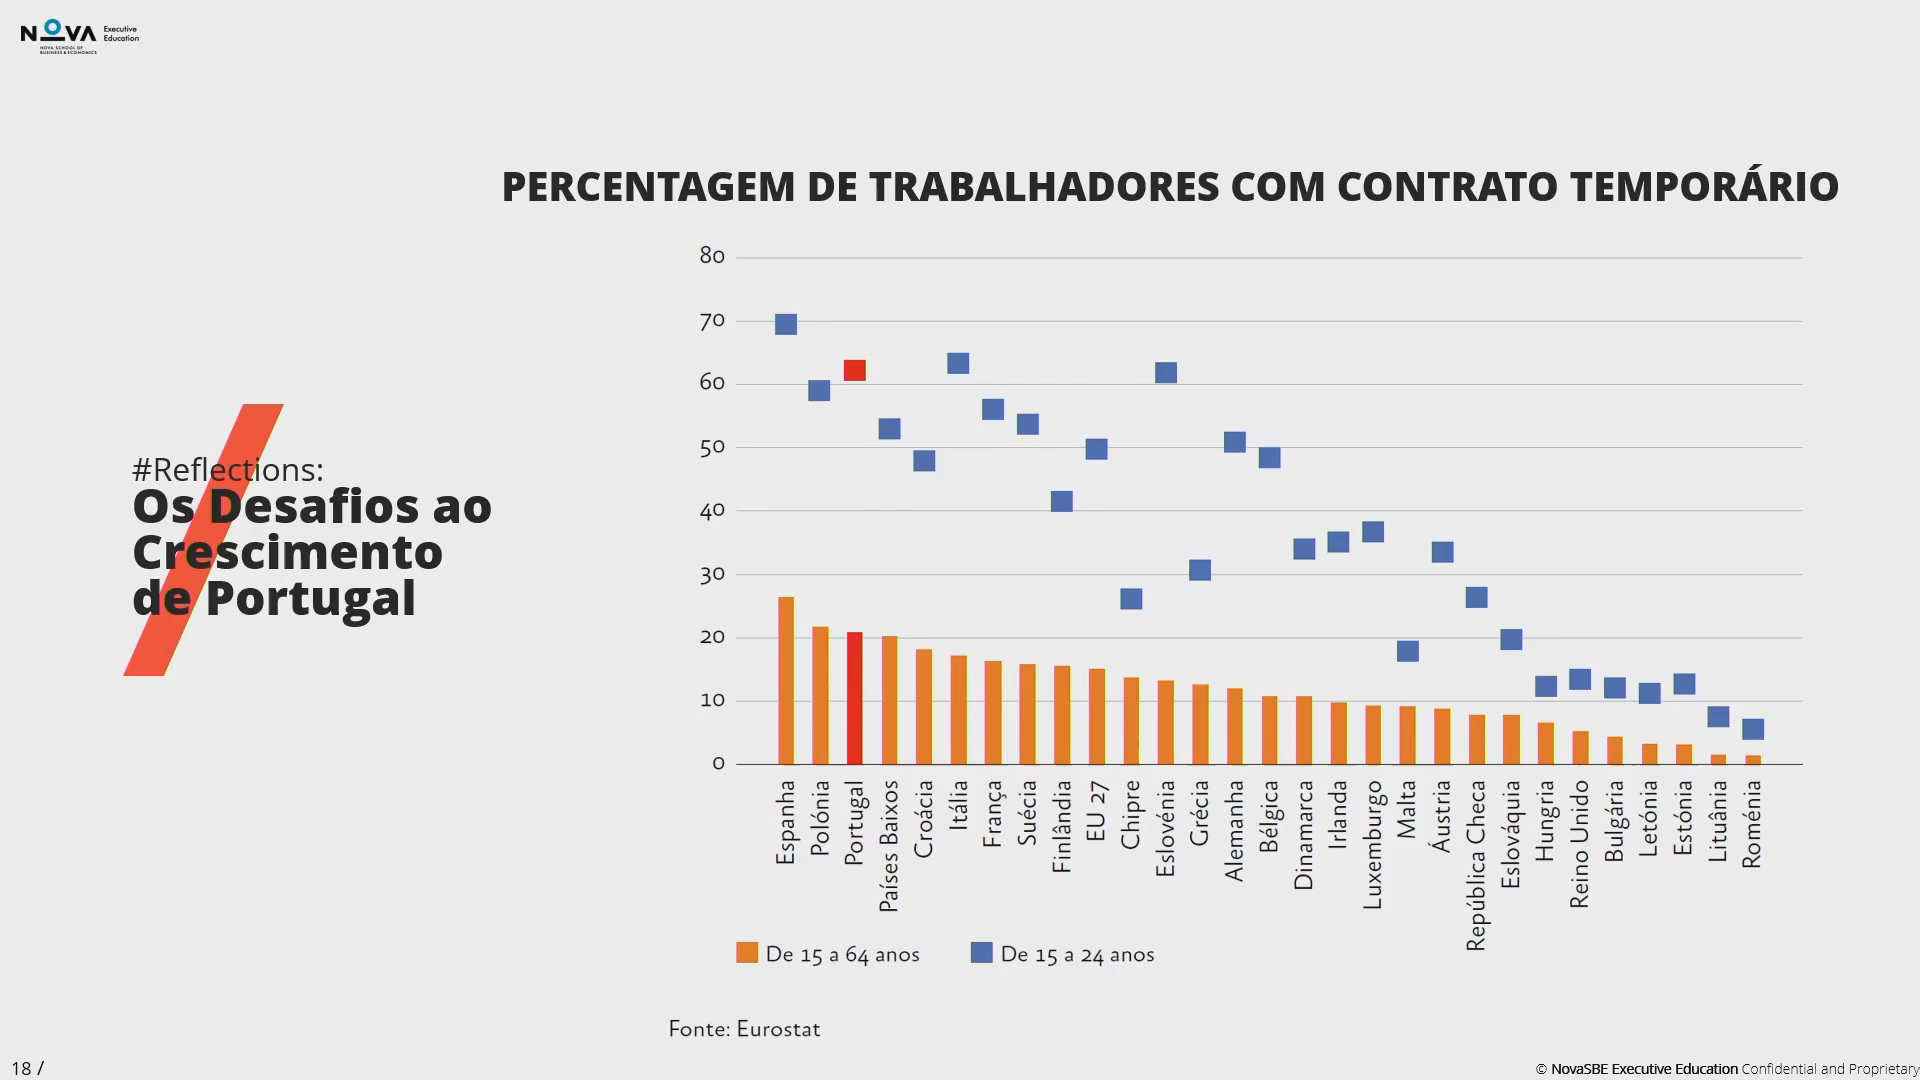 NOVA
NOVA SCHOOL OF
BUSINESS & ECONOMICS
Executive
Education
PERCENTAGEM DE TRABALHADORES COM CONTRATO TEMPORÁRIO
#Reflections:
Os Desafios ao
Crescimento
de Portugal
80
70
60
50
40
30
20
10
0
Espanha
Polónia
Portugal
Países Baixos
Croácia
Itália
França
Suécia
Finlândia
EU 27
Chipre
Eslovénia
Grécia
Alemanha
Bélgica
Dinamarca
Irlanda
Luxemburgo
Malta
Áustria
República Checa
Eslováquia
Hungria
Reino Unido
Bulgária
Letónia
Estónia
Lituânia
Roménia
De 15 a 64 anos
De 15 a 24 anos
Fonte: Eurostat
18 /
© NovaSBE Executive Education Confidential and Proprietary